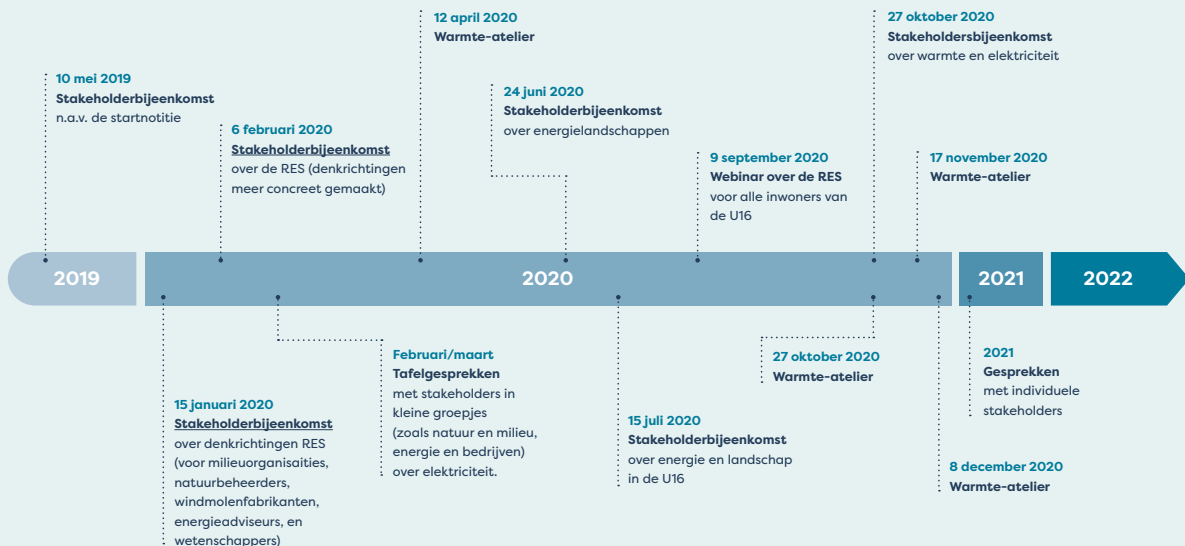 12 april 2020
Warmte-atelier
27 oktober 2020
Stakeholdersbijeenkomst
over warmte en elektriciteit
10 mei 2019
Stakeholderbijeenkomst
n.a.v. de startnotitie
24 juni 2020
Stakeholderbijeenkomst
over energielandschappen
6 februari 2020
Stakeholderbijeenkomst
over de RES (denkrichtingen
meer concreet gemaakt)
9 september 2020
Webinar over de RES
voor alle inwoners van
de U16
17 november 2020
Warmte-atelier
2019
2020
2021
2022
15 januari 2020
Stakeholderbijeenkomst
over denkrichtingen RES
(voor milieuorganisaities,
natuurbeheerders,
windmolenfabrikanten,
energieadviseurs, en
wetenschappers)
Februari/maart
Tafelgesprekken
met stakeholders in
kleine groepjes
(zoals natuur en milieu,
energie en bedrijven)
over elektriciteit.
15 juli 2020
Stakeholderbijeenkomst
over energie en landschap
in de U16
27 oktober 2020
Warmte-atelier
8 december 2020
Warmte-atelier
2021
Gesprekken
met individuele
stakeholders